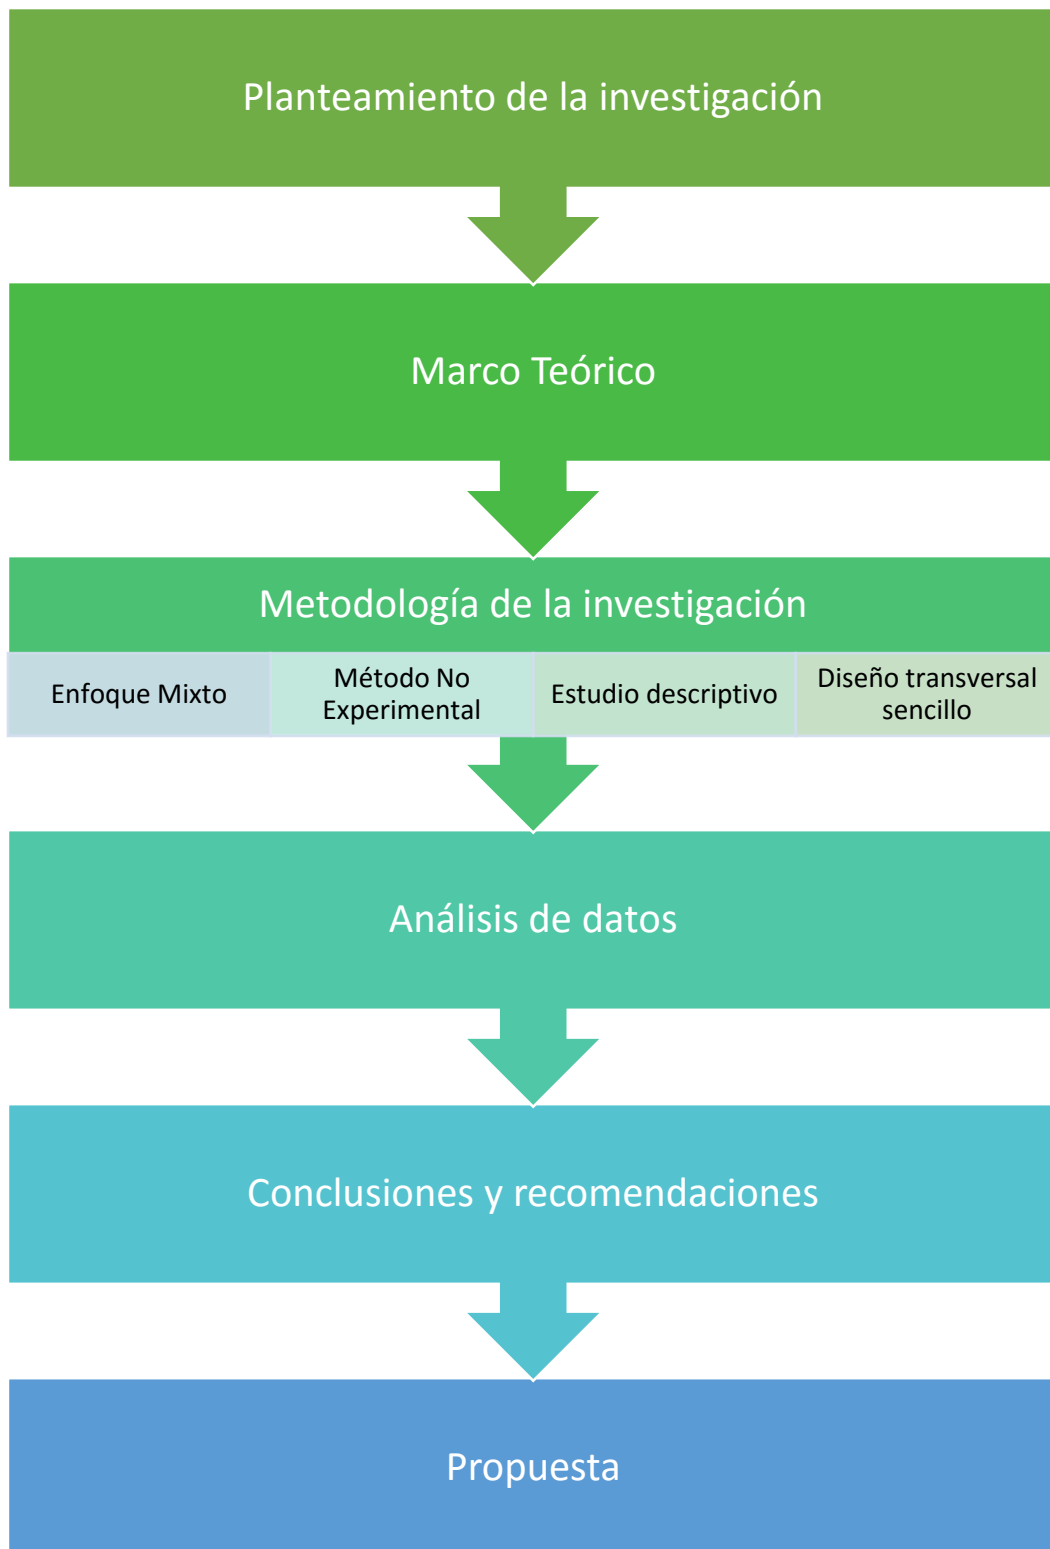 Planteamiento de la investigación
Marco Teórico
Metodología de la investigación
Enfoque Mixto
Método No
Experimental
Estudio descriptivo
Diseño transversal
sencillo
Análisis de datos
Conclusiones y recomendaciones
Propuesta